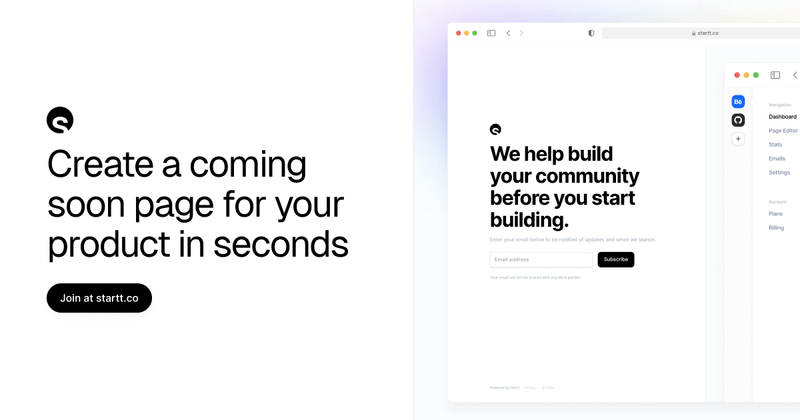 Create a coming
soon page for your
product in seconds
Join at startt.co
startt.co
We help build
your community
before you start
building.
Enter your email below to be notified of updates and when we launch.
Email address
Subscribe
Your email will not be shared with any third parties.
Powered by Startt
Privacy
Bē
Navigation
Dashboard
Page Editor
Stats
Emails
Settings
Account
Plans
Billing